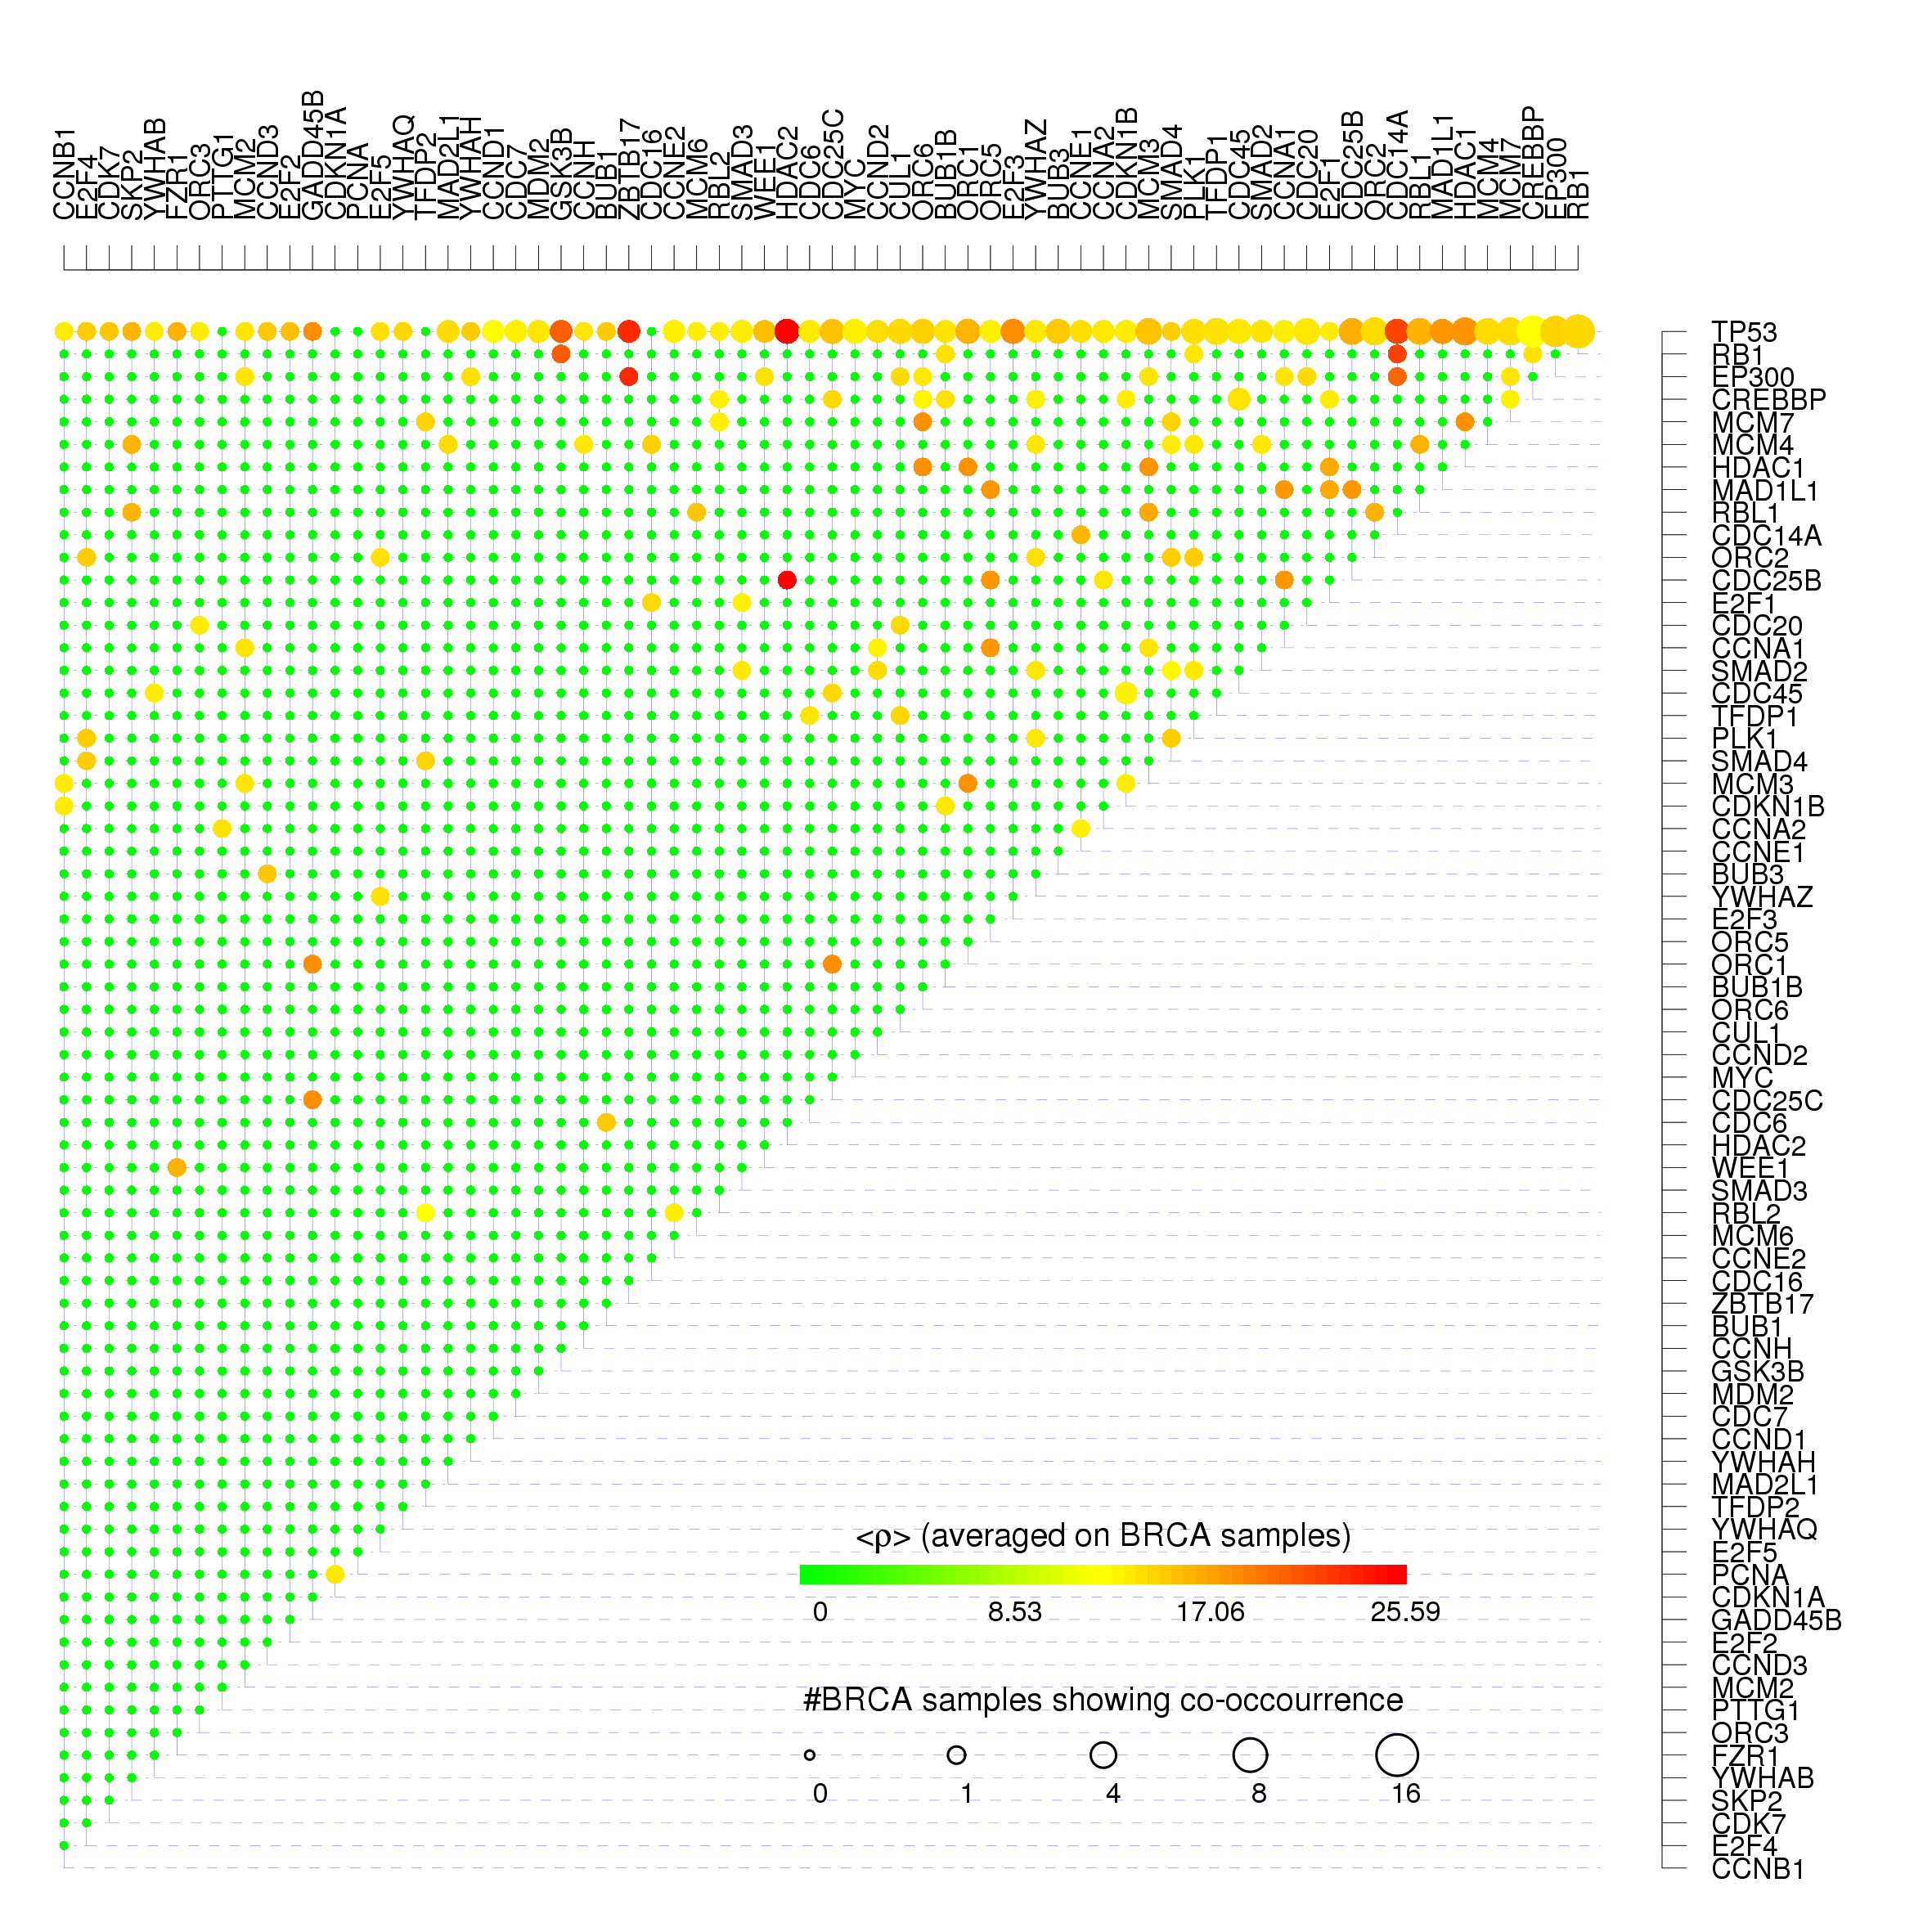 CCNB1
E2F4
CDK7
SKP2
YWHAB
FZR1
ORC3
PTTG1
MCM2
CCND3
E2F2
GADD45B
CDKN1A
PCNA
E2F5
YWHAQ
TFDP2
MAD2L1
YWHAH
CCND1
CDC7
MDM2
GSK3B
CCNH
BUB1
ZBTB17
CDC16
CCNE2
MCM6
RBL2
SMAD3
WEE1
HDAC2
CDC6
CDC25C
MYC
CCND2
CUL1
ORC6
BUB1B
ORC1
ORC5
E2F3
YWHAZ
BUB3
CCNE1
CCNA2
CDKN1B
MCM3
SMAD4
PLK1
TFDP1
CDC45
SMAD2
CCNA1
CDC20
E2F1
CDC25B
ORC2
CDC14A
RBL1
MAD1L1
HDAC1
MCM4
MCM7
CREBBP
EP300
RB1
TP53
RB1
EP300
CREBBP
MCM7
MCM4
HDAC1
MAD1L1
RBL1
CDC14A
ORC2
CDC25B
E2F1
CDC20
CCNA1
SMAD2
CDC45
TFDP1
PLK1
SMAD4
MCM3
CDKN1B
CCNA2
CCNE1
BUB3
YWHAZ
E2F3
ORC5
ORC1
BUB1B
ORC6
CUL1
CCND2
MYC
CDC25C
CDC6
HDAC2
WEE1
SMAD3
RBL2
MCM6
CCNE2
CDC16
ZBTB17
BUB1
CCNH
GSK3B
MDM2
CDC7
CCND1
YWHAH
MAD2L1
TFDP2
YWHAQ
E2F5
PCNA
CDKN1A
GADD45B
E2F2
CCND3
MCM2
PTTG1
ORC3
FZR1
YWHAB
SKP2
CDK7
E2F4
CCNB1
<ρ> (averaged on BRCA samples)
0 8.53 17.06 25.59
#BRCA samples showing co-occourrence
0 1 4 8 16